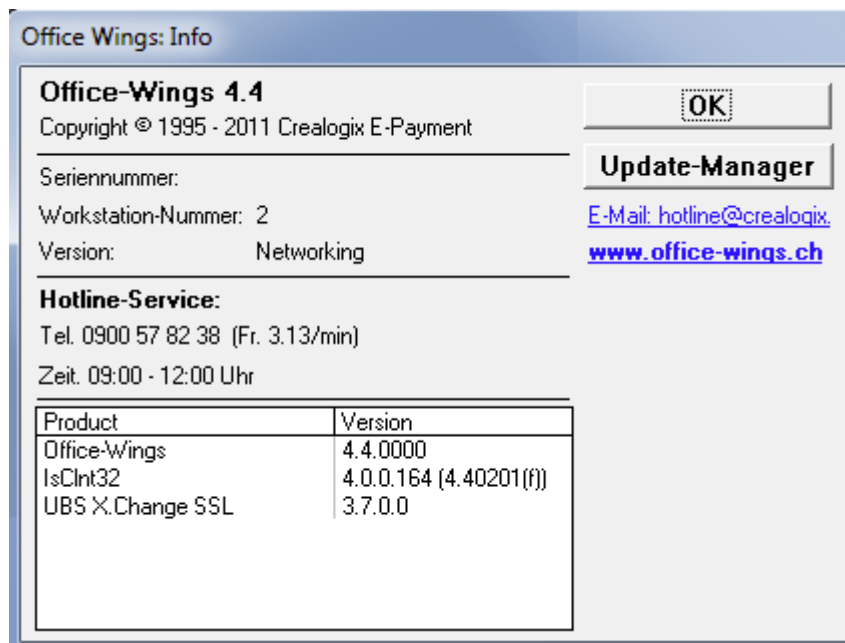 Office Wings: Info
Office-Wings 4.4
Copyright © 1995 - 2011 Crealogix E-Payment
OK
Update-Manager
Seriennummer:
Workstation-Nummer: 2
E-Mail: hotline@crealogix.
Version: Networking
www.office-wings.ch
Hotline-Service:
Tel. 0900 57 82 38 (Fr. 3.13/min)
Zeit. 09:00 - 12:00 Uhr
Product Version
Office-Wings 4.4.0000
IsClnt32 4.0.0.164 (4.40201(f))
UBS X.Change SSL 3.7.0.0